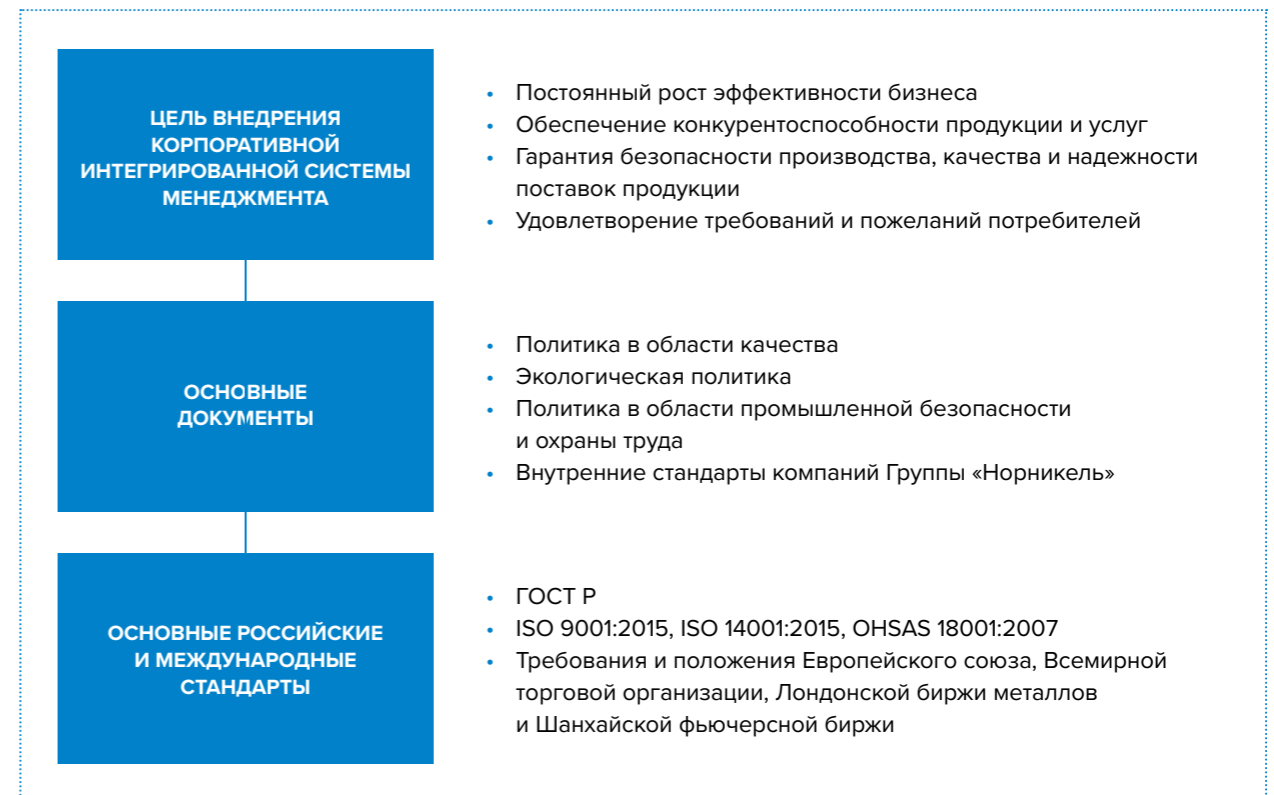 ЦЕЛЬ ВНЕДРЕНИЯ
КОРПОРАТИВНОЙ
ИНТЕГРИРОВАННОЙ СИСТЕМЫ
МЕНЕДЖМЕНТА
• Постоянный рост эффективности бизнеса
• Обеспечение конкурентоспособности продукции и услуг
• Гарантия безопасности производства, качества и надежности
поставок продукции
• Удовлетворение требований и пожеланий потребителей
ОСНОВНЫЕ
ДОКУМЕНТЫ
• Политика в области качества
• Экологическая политика
• Политика в области промышленной безопасности
и охраны труда
• Внутренние стандарты компаний Группы «Норникель»
ОСНОВНЫЕ РОССИЙСКИЕ
И МЕЖДУНАРОДНЫЕ
СТАНДАРТЫ
• ГОСТ Р
• ISO 9001:2015, ISO 14001:2015, OHSAS 18001:2007
• Требования и положения Европейского союза, Всемирной
торговой организации, Лондонской биржи металлов
и Шанхайской фьючерсной биржи